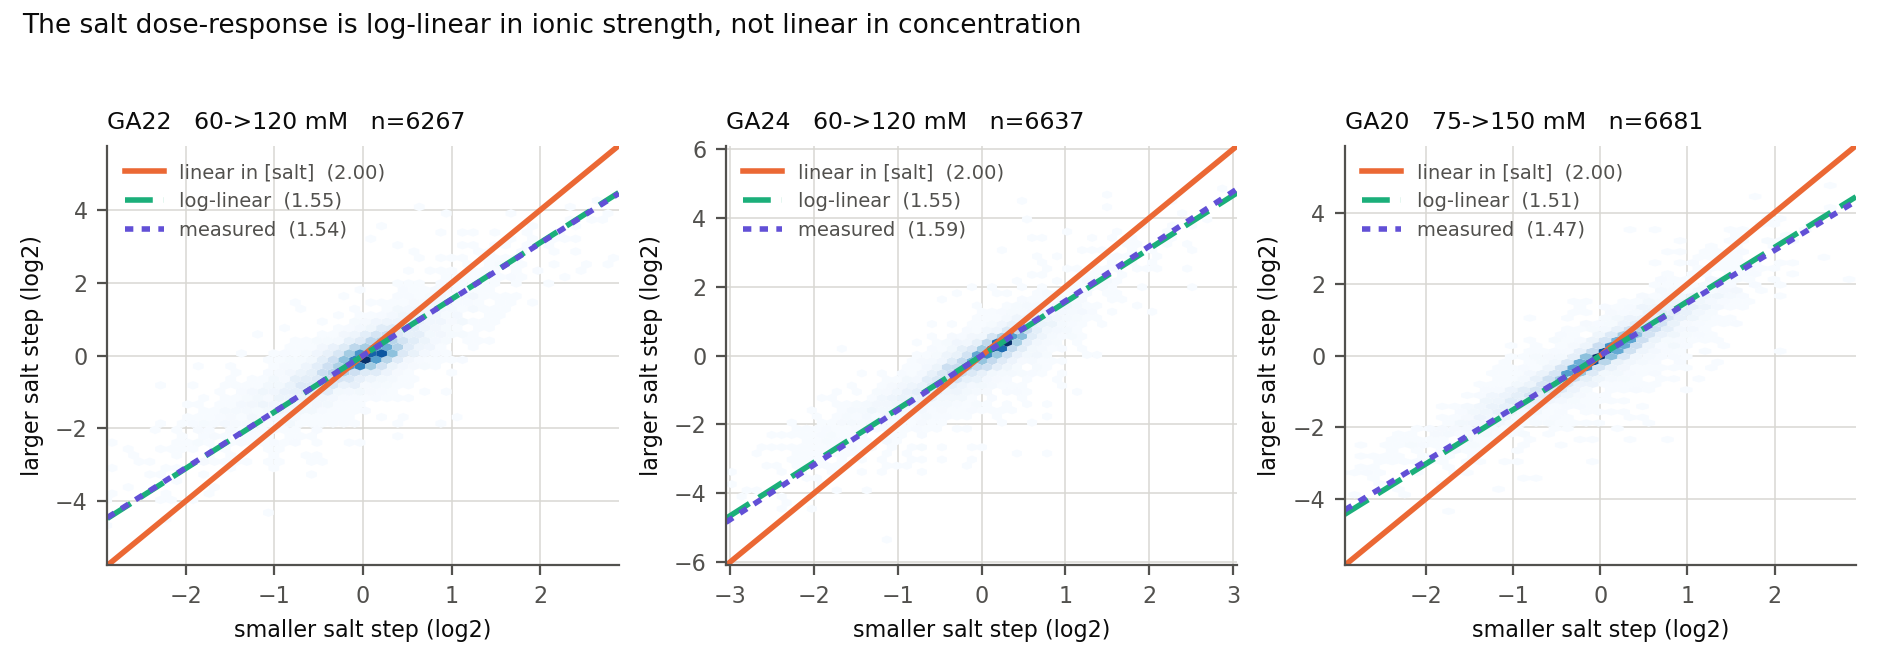 The salt dose-response is log-linear in ionic strength, not linear in concentration
GA22 60->120 mM n=6267
linear in [salt] (2.00)
log-linear (1.55)
measured (1.54)
larger salt step (log2)
4
2
0
−2
−4
−2 −1 0 1 2
smaller salt step (log2)
GA24 60->120 mM n=6637
linear in [salt] (2.00)
log-linear (1.55)
measured (1.59)
larger salt step (log2)
6
4
2
0
−2
−4
−6
−3 −2 −1 0 1 2 3
smaller salt step (log2)
GA20 75->150 mM n=6681
linear in [salt] (2.00)
log-linear (1.51)
measured (1.47)
larger salt step (log2)
4
2
0
−2
−4
−2 −1 0 1 2
smaller salt step (log2)